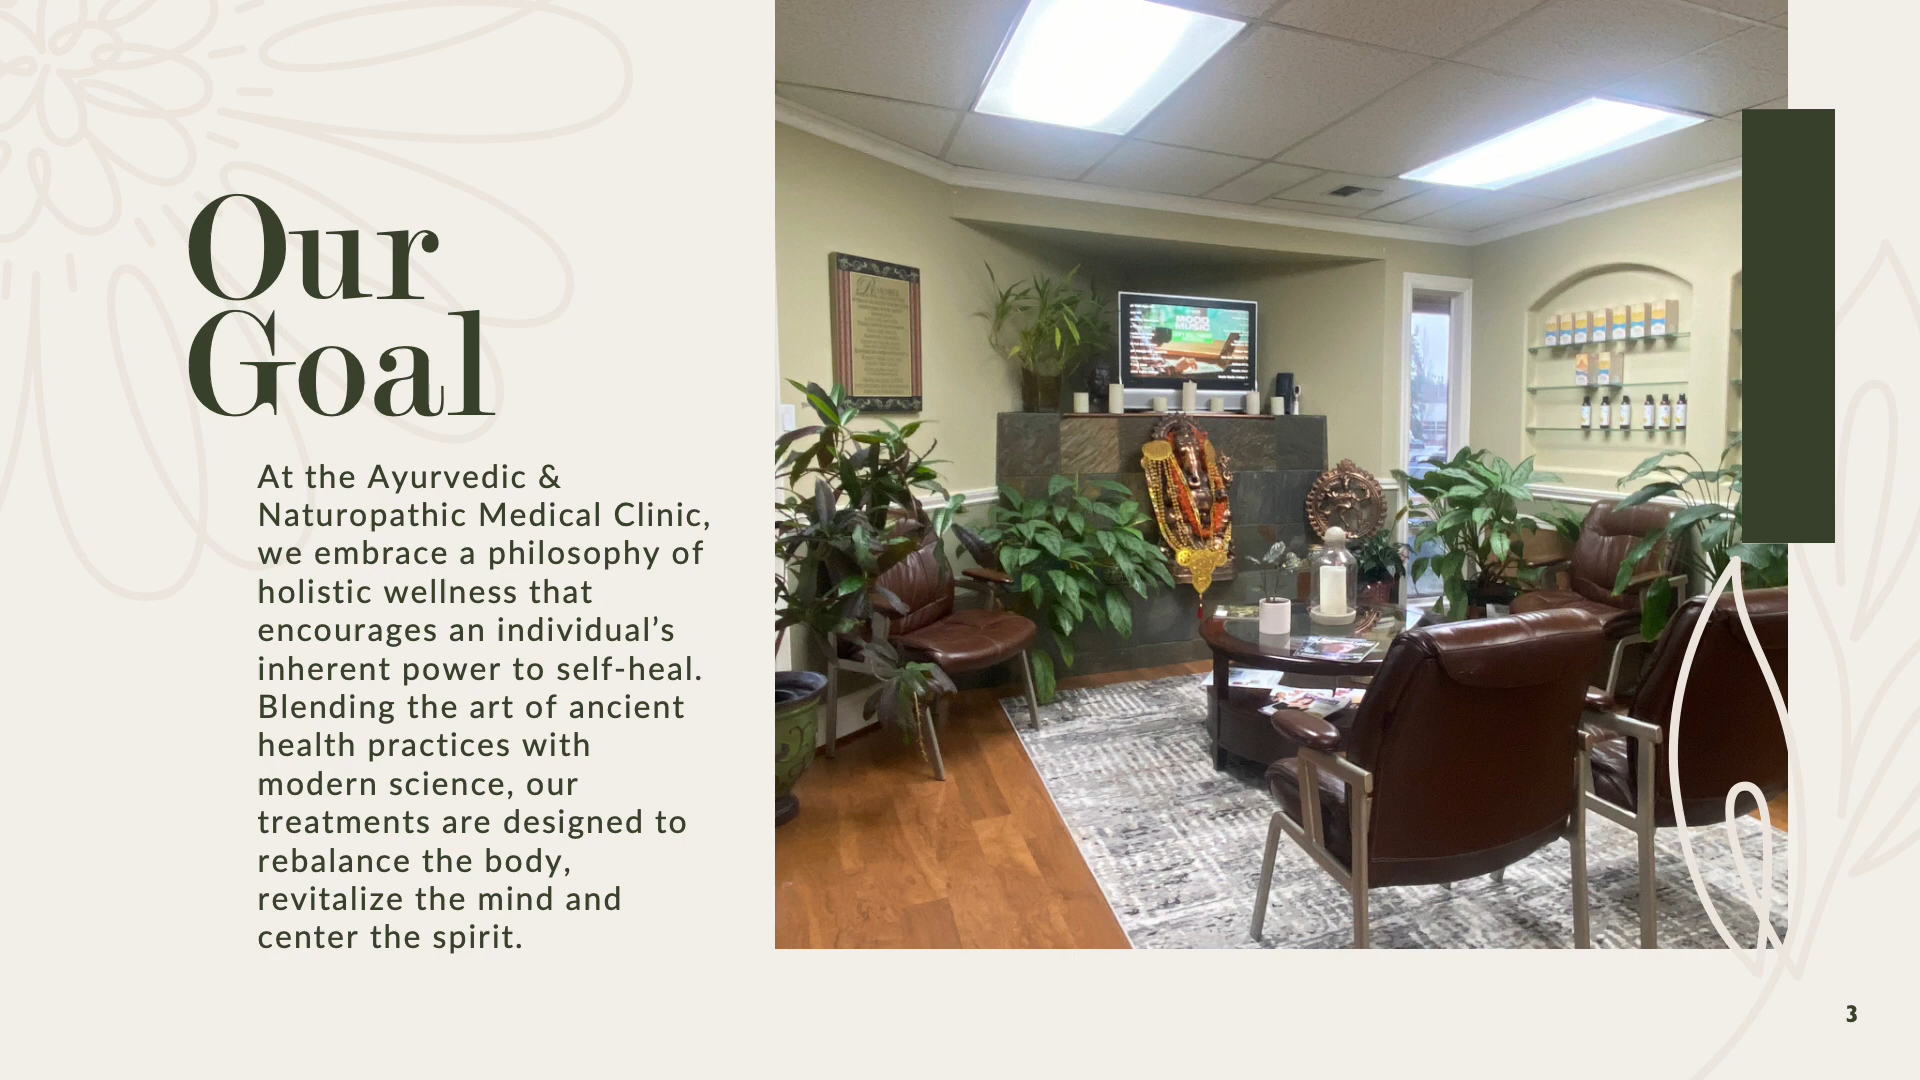 Our
Goal
At the Ayurvedic &
Naturopathic Medical Clinic,
we embrace a philosophy of
holistic wellness that
encourages an individual’s
inherent power to self-heal.
Blending the art of ancient
health practices with
modern science, our
treatments are designed to
rebalance the body,
revitalize the mind and
center the spirit.
MOOD
MUSIC
3